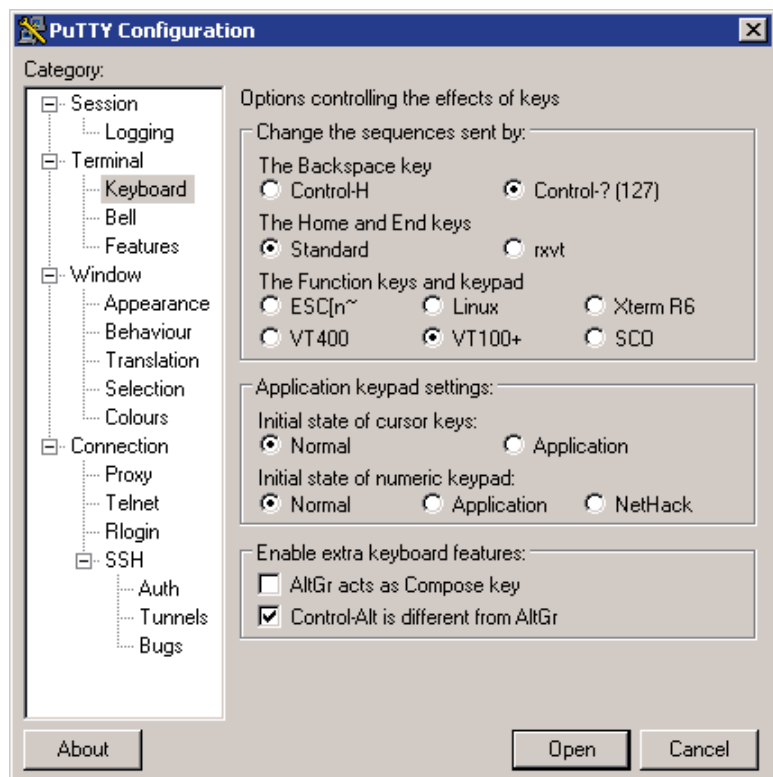 PuTTY Configuration
Category:
Session
Logging
Terminal
Keyboard
Bell
Features
Window
Appearance
Behaviour
Translation
Selection
Colours
Connection
Proxy
Telnet
Rlogin
SSH
Auth
Tunnels
Bugs
Options controlling the effects of keys
Change the sequences sent by:
The Backspace key
Control-H Control-? (127)
The Home and End keys
Standard rxvt
The Function keys and keypad
ESC[n~ Linux Xterm R6
VT400 VT100+ SCO
Application keypad settings:
Initial state of cursor keys:
Normal Application
Initial state of numeric keypad:
Normal Application NetHack
Enable extra keyboard features:
AltGr acts as Compose key
Control-Alt is different from AltGr
About Open Cancel